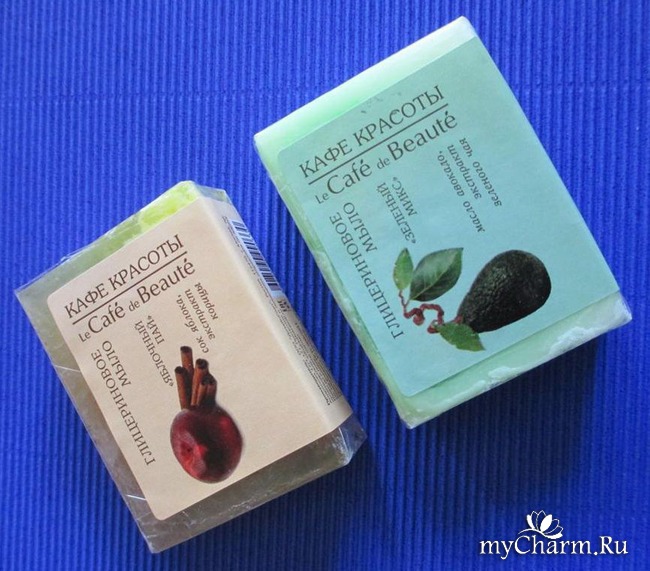 КАФЕ КРАСОТЫ
Le Café de Beauté
ГЛИЦЕРИНОВОЕ
МЫЛО
«ЯБЛОЧНЫЙ
ПАЙ»
сок яблока,
экстракт
корицы
КАФЕ КРАСОТЫ
Le Café de Beauté
ГЛИЦЕРИНОВОЕ
МЫЛО
«ЗЕЛЕНЫЙ
МИКС»
масло авокадо,
экстракт
зеленого чая
myCharm.Ru